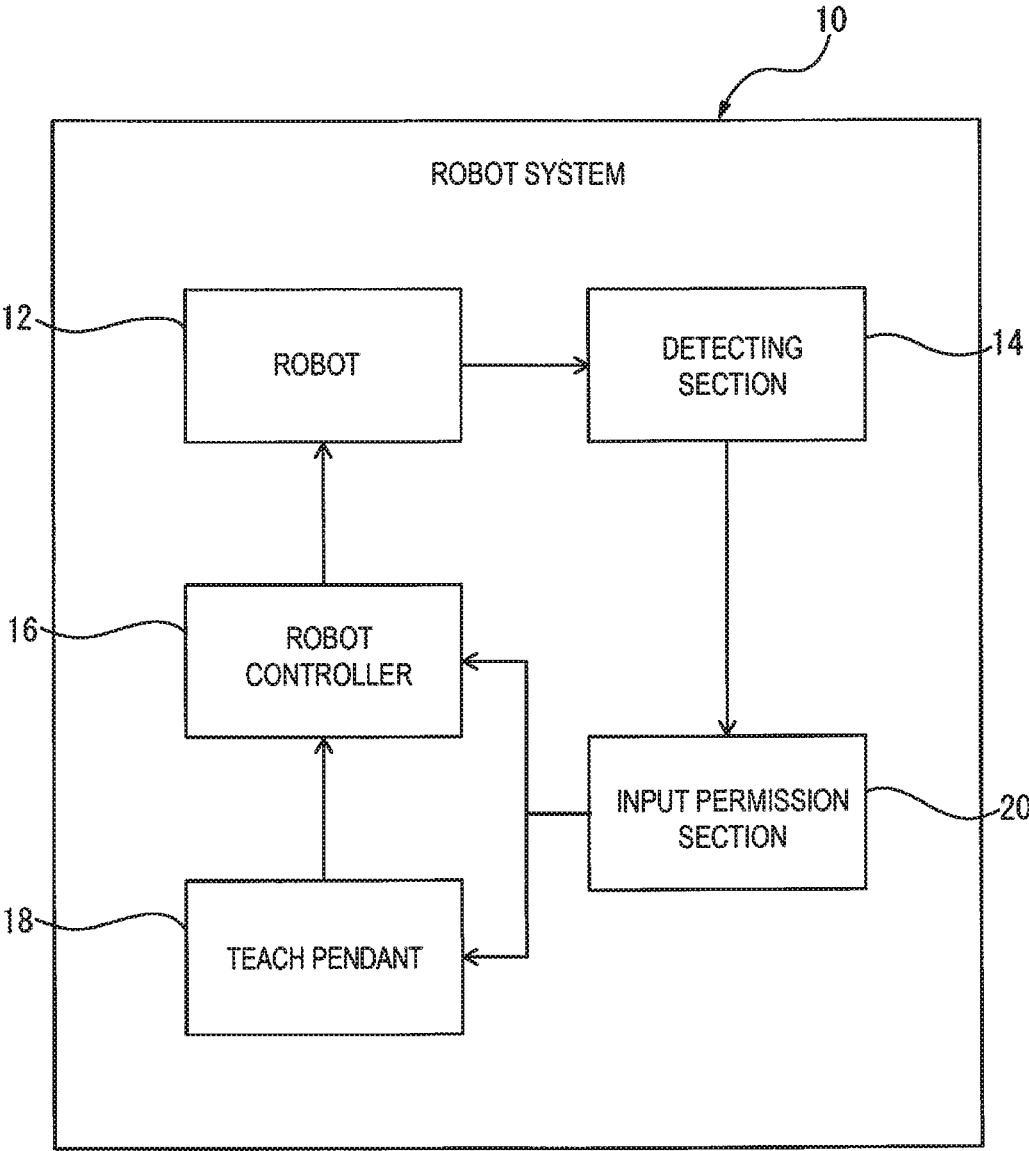 10
ROBOT SYSTEM
12
ROBOT
DETECTING
SECTION
14
16
ROBOT
CONTROLLER
INPUT PERMISSION
SECTION
20
18
TEACH PENDANT